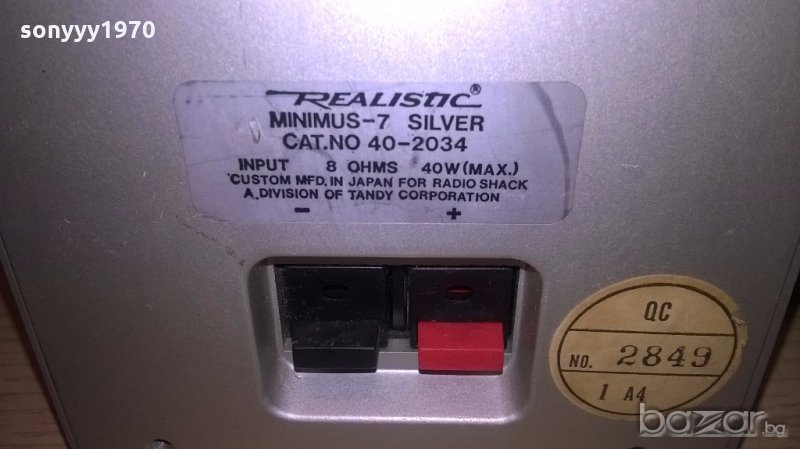 sonyyy1970
REALISTIC®
MINIMUS-7 SILVER
CAT.NO 40-2034
INPUT 8 OHMS 40W(MAX.)
CUSTOM MFD. IN JAPAN FOR RADIO SHACK
A DIVISION OF TANDY CORPORATION
- +
QC
NO. 2849
1 A4
bazar.bg